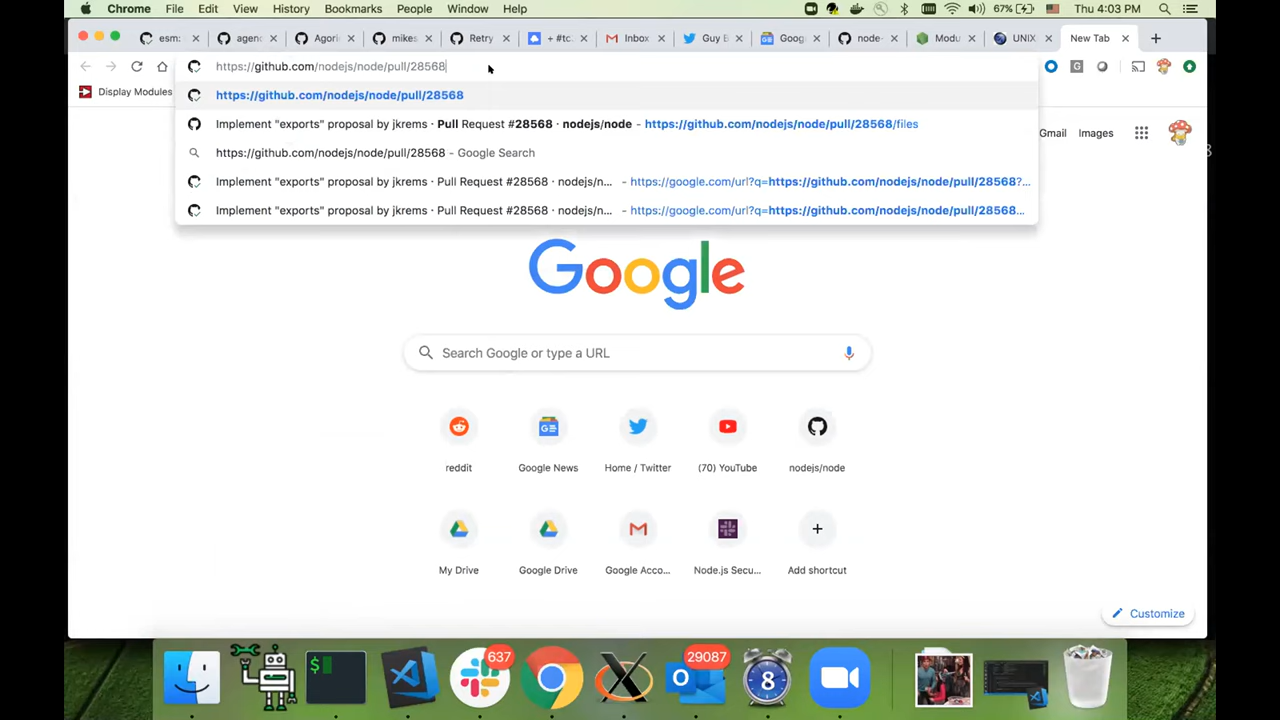 Chrome File Edit View History Bookmarks People Window Help 67% Thu 4:03 PM
esm: agen Agori mikes Retry + #tc Inbox Guy B Goog node- Modu UNIX New Tab
https://github.com/nodejs/node/pull/28568
Display Modules
https://github.com/nodejs/node/pull/28568
Implement "exports" proposal by jkrems · Pull Request #28568 · nodejs/node - https://github.com/nodejs/node/pull/28568/files
https://github.com/nodejs/node/pull/28568 - Google Search
Implement "exports" proposal by jkrems · Pull Request #28568 · nodejs/n... - https://google.com/url?q=https://github.com/nodejs/node/pull/28568?...
Implement "exports" proposal by jkrems · Pull Request #28568 · nodejs/n... - https://google.com/url?q=https://github.com/nodejs/node/pull/28568...
Gmail Images
Google
Search Google or type a URL
reddit Google News Home / Twitter (70) YouTube nodejs/node
My Drive Google Drive Google Acco... Node.js Secu... Add shortcut
Customize
637 29087
$ 8